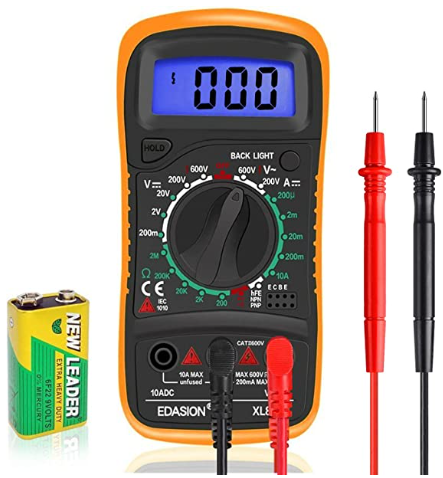 000
HOLD
BACK LIGHT
600V
600V
V~
200V
200V
A
V
20V
200µ
2V
2m
200m
20m
2M
200m
Ω
200K
10A
20K
2K
200
hFE
NPN
PNP
E C B E
CE
IEC
1010
CATⅡ600V
10A MAX
unfused
MAX 600V
200mA MAX
10ADC
EDASION
NEW LEADER
EXTRA HEAVY DUTY
6F22 9VOLTS
0% MERCURY